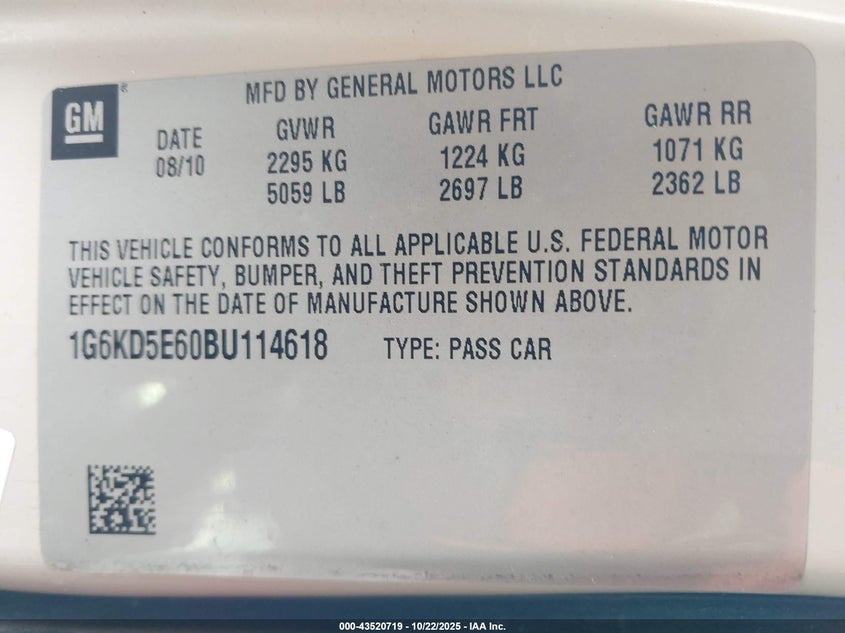 MFD BY GENERAL MOTORS LLC
GM ®
DATE GVWR GAWR FRT GAWR RR
08/10 2295 KG 1224 KG 1071 KG
5059 LB 2697 LB 2362 LB
THIS VEHICLE CONFORMS TO ALL APPLICABLE U.S. FEDERAL MOTOR
VEHICLE SAFETY, BUMPER, AND THEFT PREVENTION STANDARDS IN
EFFECT ON THE DATE OF MANUFACTURE SHOWN ABOVE.
1G6KD5E60BU114618 TYPE: PASS CAR
000-43520719 - 10/22/2025 - IAA Inc.